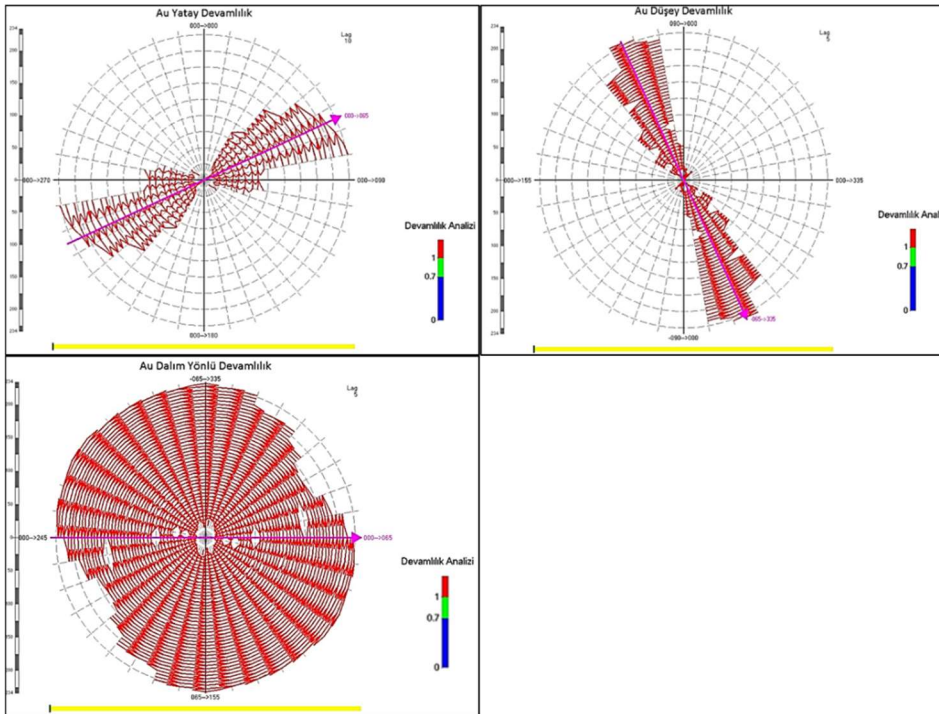 Au Yatay Devamlılık
000->000
Lag
10
000->065
000->270
000->090
000->180
Devamlılık Analizi
1
0.7
0
Au Düşey Devamlılık
090->000
Lag
5
000->155
000->335
-065->335
-090->000
Devamlılık Anal
1
0.7
0
Au Dalım Yönlü Devamlılık
-065->335
Lag
5
000->245
000->065
065->155
Devamlılık Analizi
1
0.7
0